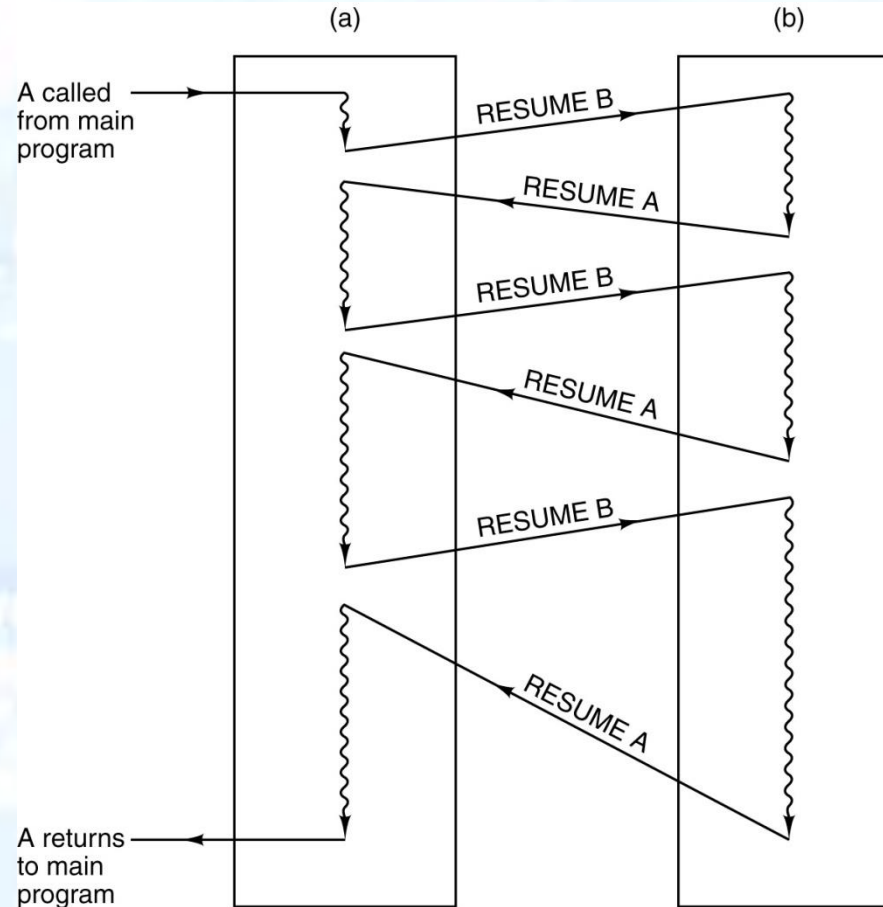 (a)
(b)
A called
from main
program
RESUME B
RESUME A
RESUME B
RESUME A
RESUME B
RESUME A
A returns
to main
program